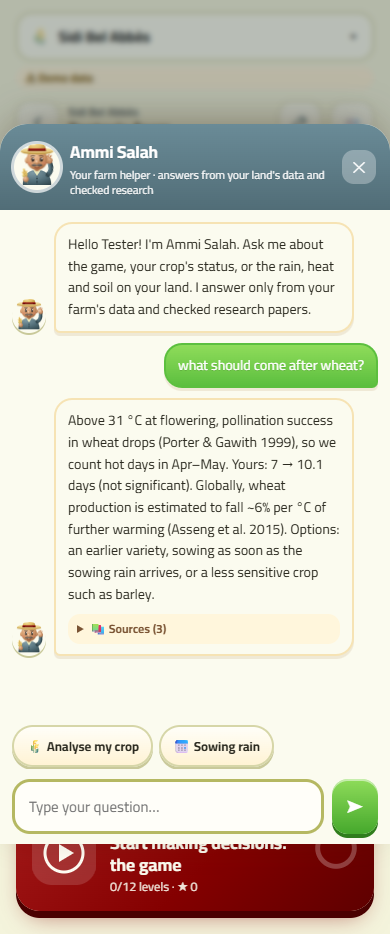 Sidi Bel Abbès
Demo data
Sidi Bel Abbès
Ammi Salah
Your farm helper · answers from your land's data and
checked research
Hello Tester! I'm Ammi Salah. Ask me about
the game, your crop's status, or the rain, heat
and soil on your land. I answer only from your
farm's data and checked research papers.
what should come after wheat?
Above 31 °C at flowering, pollination success
in wheat drops (Porter & Gawith 1999), so we
count hot days in Apr–May. Yours: 7 → 10.1
days (not significant). Globally, wheat
production is estimated to fall ~6% per °C of
further warming (Asseng et al. 2015). Options:
an earlier variety, sowing as soon as the
sowing rain arrives, or a less sensitive crop
such as barley.
Sources (3)
Analyse my crop
Sowing rain
Type your question...
Start making decisions:
the game
0/12 levels · ★ 0